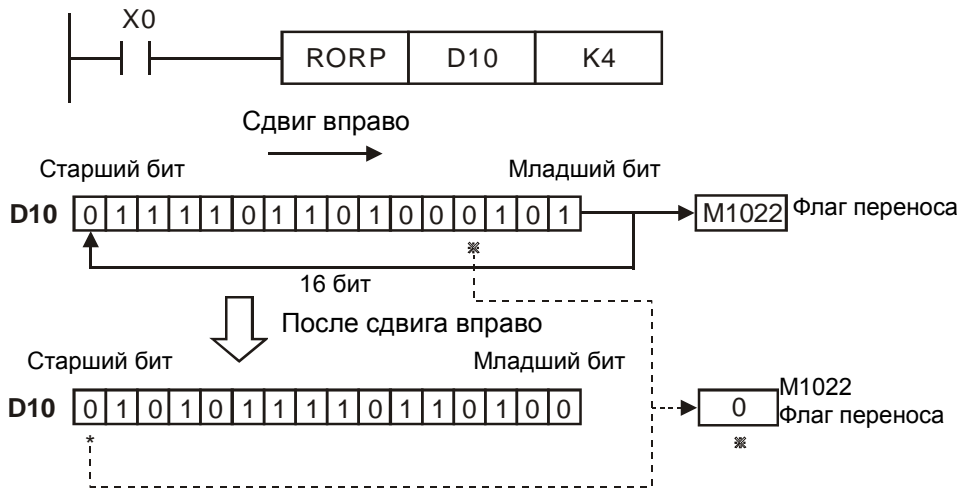 X0
RORP D10 K4
Сдвиг вправо
Старший бит Младший бит
D10 0 1 1 1 1 0 1 1 0 1 0 0 0 1 0 1 M1022 Флаг переноса
※
16 бит
После сдвига вправо
Старший бит Младший бит
D10 0 1 0 1 0 1 1 1 1 0 1 1 0 1 0 0 0 M1022
Флаг переноса
* ※